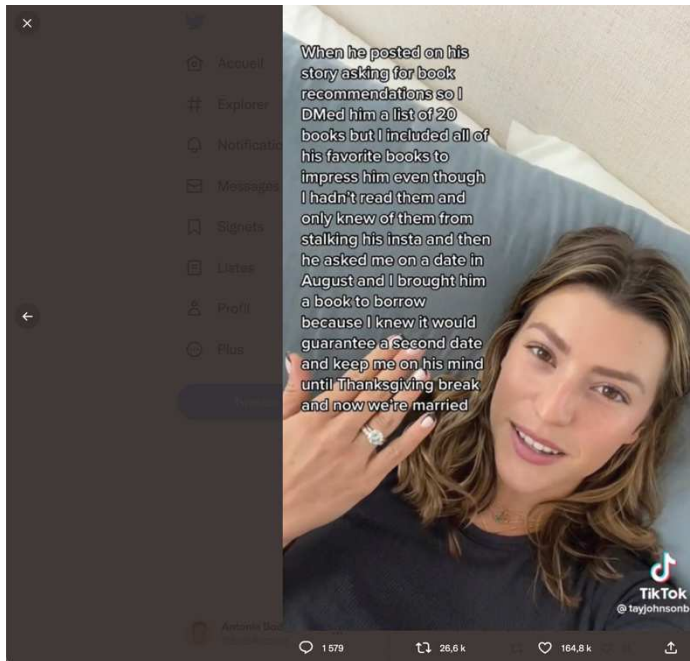 Accueil
Explorer
Messages
Signets
Listes
Profil
Plus
When he posted on his
story asking for book
recommendations so I
DMed him a list of 20
books but I included all of
his favorite books to
impress him even though
I hadn't read them and
only knew of them from
stalking his insta and then
he asked me on a date in
August and I brought him
a book to borrow
because I knew it would
guarantee a second date
and keep me on his mind
until Thanksgiving break
and now we're married
TikTok
@tayjohnsonb
1 579
26,6 k
164,8 k